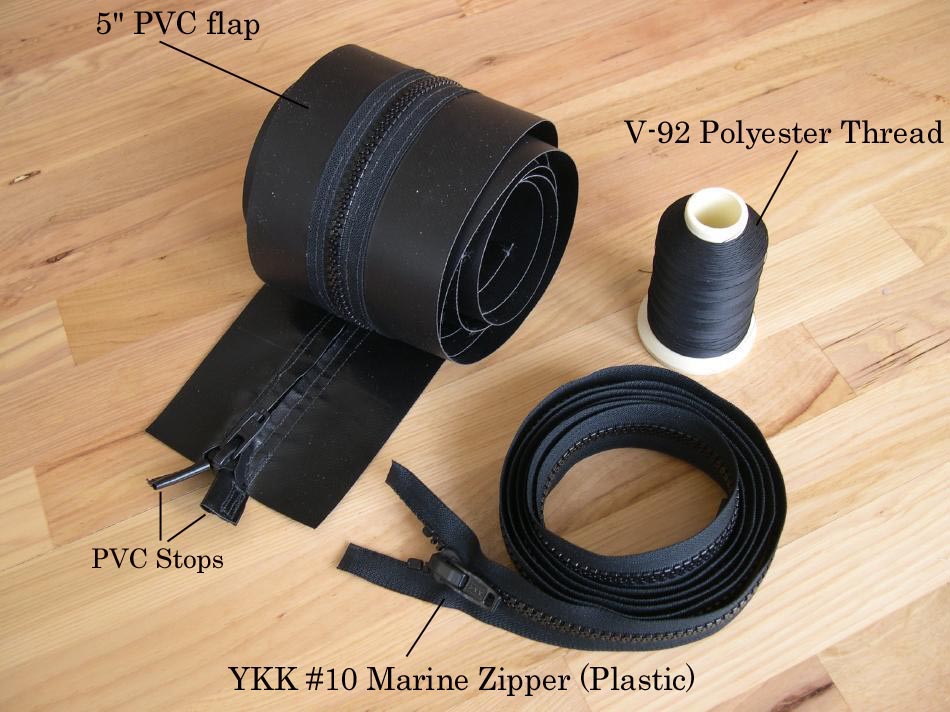 5" PVC flap
V-92 Polyester Thread
PVC Stops
YKK #10 Marine Zipper (Plastic)